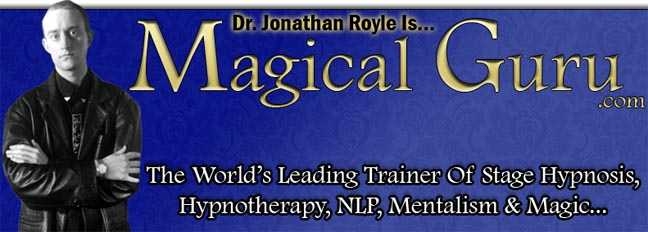 Dr. Jonathan Royle Is...
Magical Guru
.com
The World's Leading Trainer Of Stage Hypnosis,
Hypnotherapy, NLP, Mentalism & Magic...